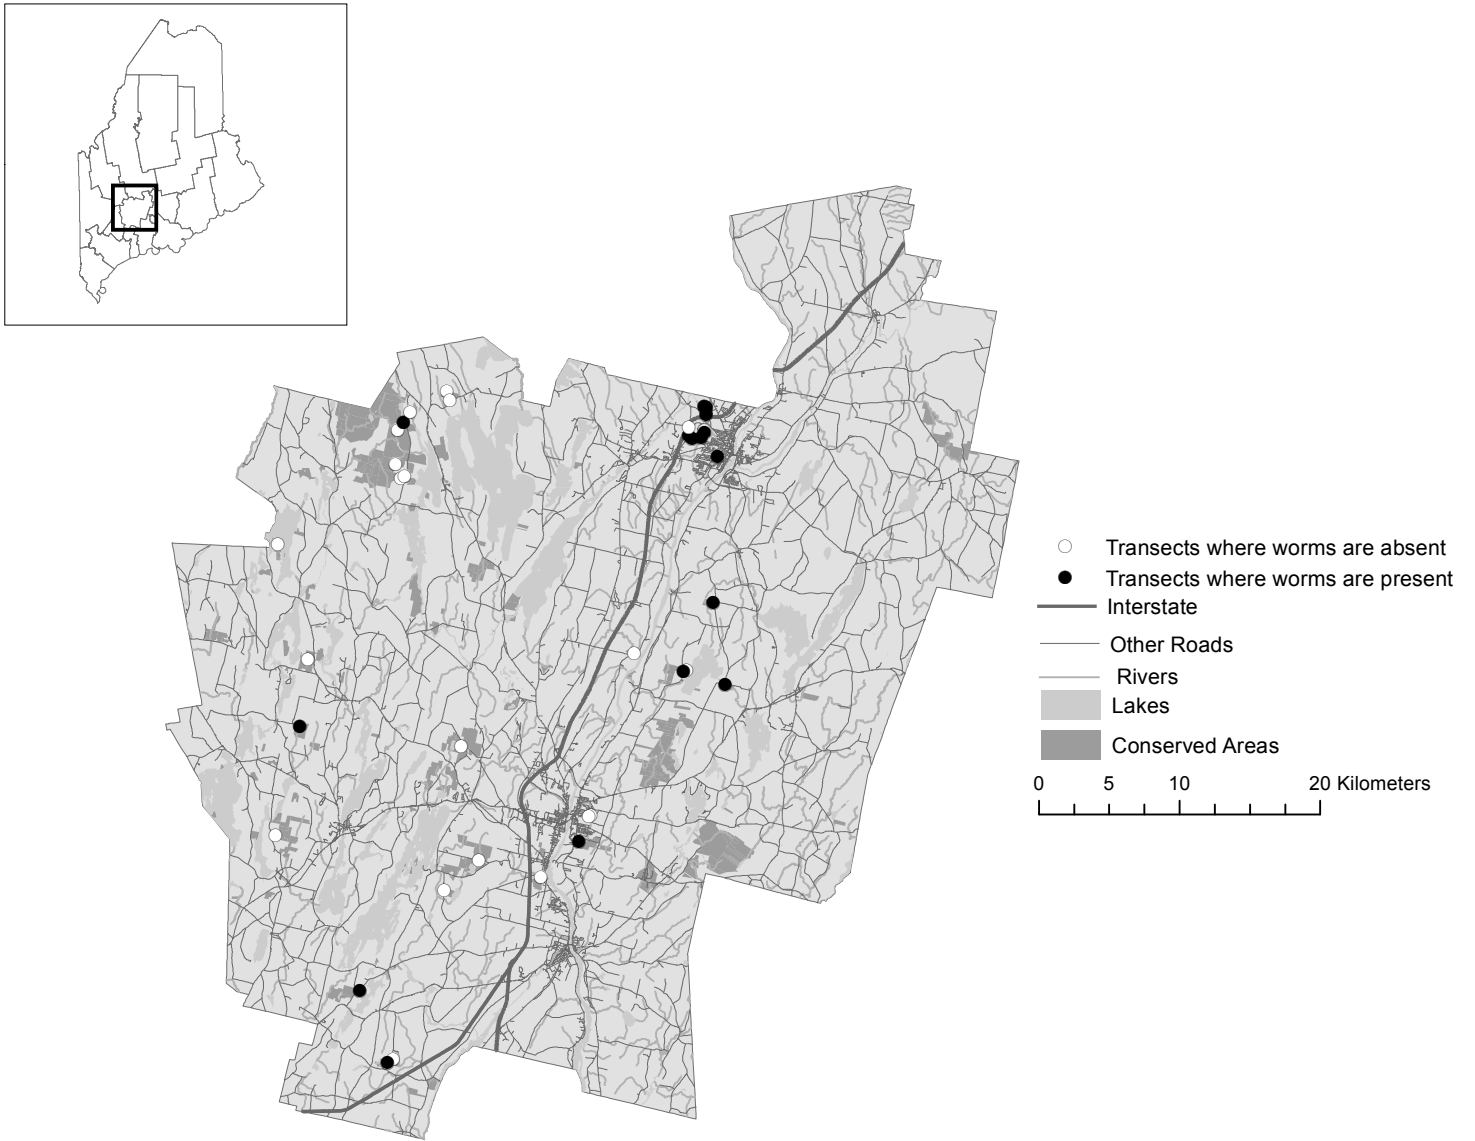 Transects where worms are absent
Transects where worms are present
Interstate
Other Roads
Rivers
Lakes
Conserved Areas
0 5 10 20 Kilometers